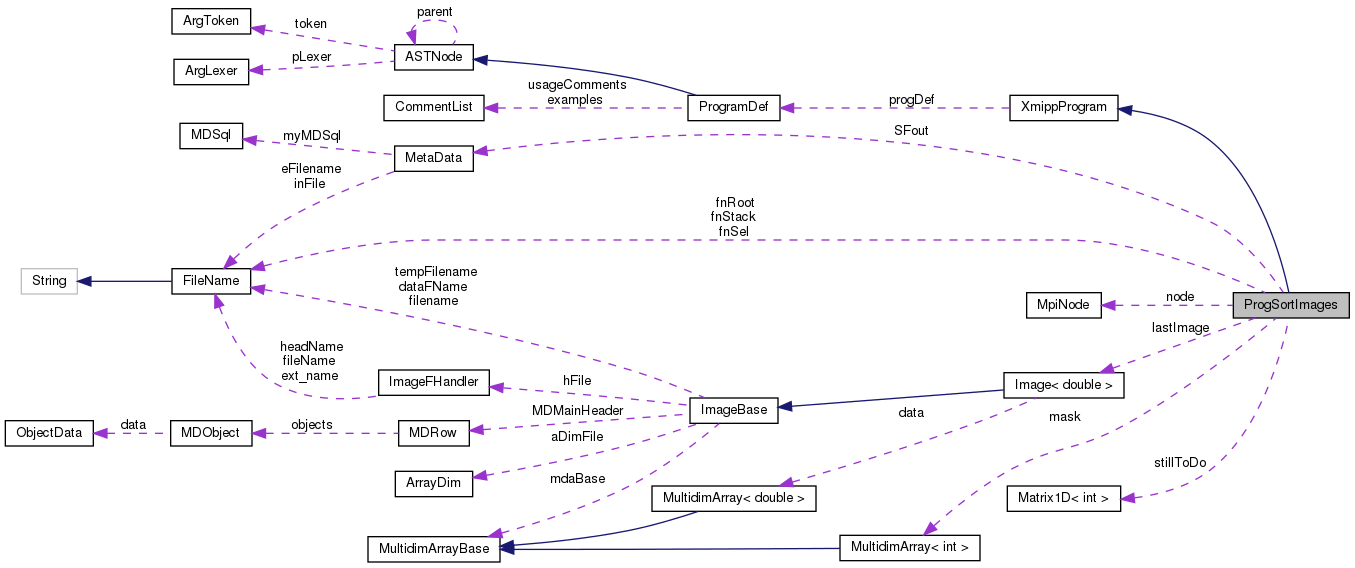 parent
ArgToken
token
ASTNode
pLexer
ArgLexer
usageComments
examples
CommentList
ProgramDef
progDef
XmippProgram
MDSql
myMDSql
SFout
MetaData
eFilename
inFile
fnRoot
fnStack
fnSel
String
FileName
tempFilename
dataFName
filename
MpiNode
node
ProgSortImages
lastImage
headName
fileName
ext_name
ImageFHandler
hFile
Image< double >
MDMainHeader
ImageBase
data
mask
ObjectData
data
MDObject
objects
MDRow
aDimFile
stillToDo
ArrayDim
mdaBase
MultidimArray< double >
Matrix1D< int >
MultidimArrayBase
MultidimArray< int >